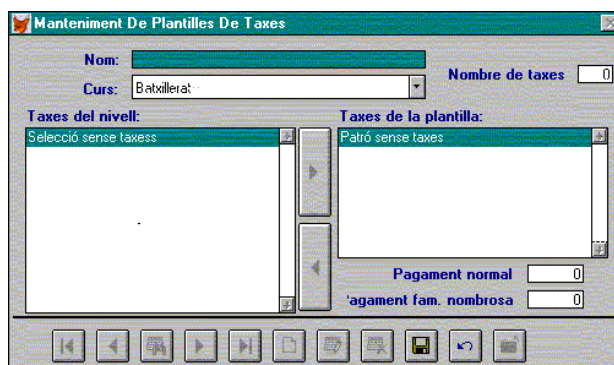 Manteniment De Plantilles De Taxes
Nom:
Nombre de taxes 0
Curs: Batxillerat
Taxes del nivell:
Taxes de la plantilla:
Selecció sense taxess
Patró sense taxes
Pagament normal 0
'agament fam. nombrosa 0